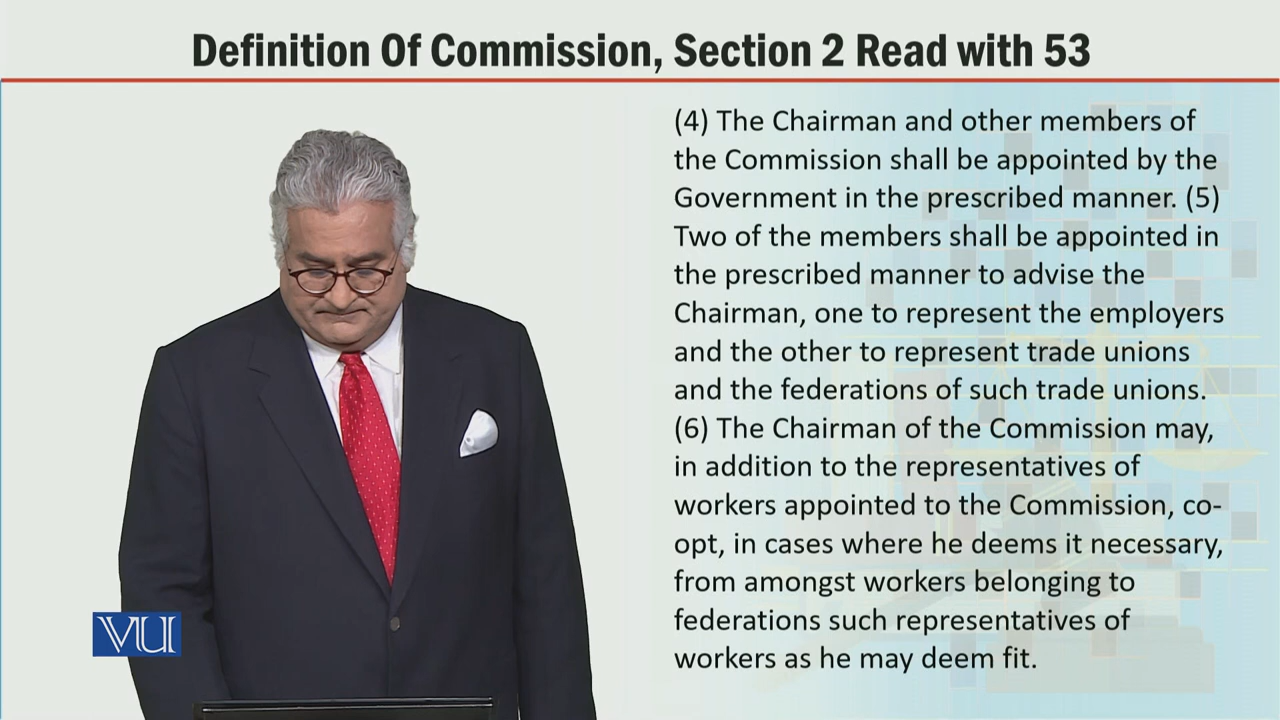 Definition Of Commission, Section 2 Read with 53
(4) The Chairman and other members of
the Commission shall be appointed by the
Government in the prescribed manner. (5)
Two of the members shall be appointed in
the prescribed manner to advise the
Chairman, one to represent the employers
and the other to represent trade unions
and the federations of such trade unions.
(6) The Chairman of the Commission may,
in addition to the representatives of
workers appointed to the Commission, co-
opt, in cases where he deems it necessary,
from amongst workers belonging to
federations such representatives of
workers as he may deem fit.
VU